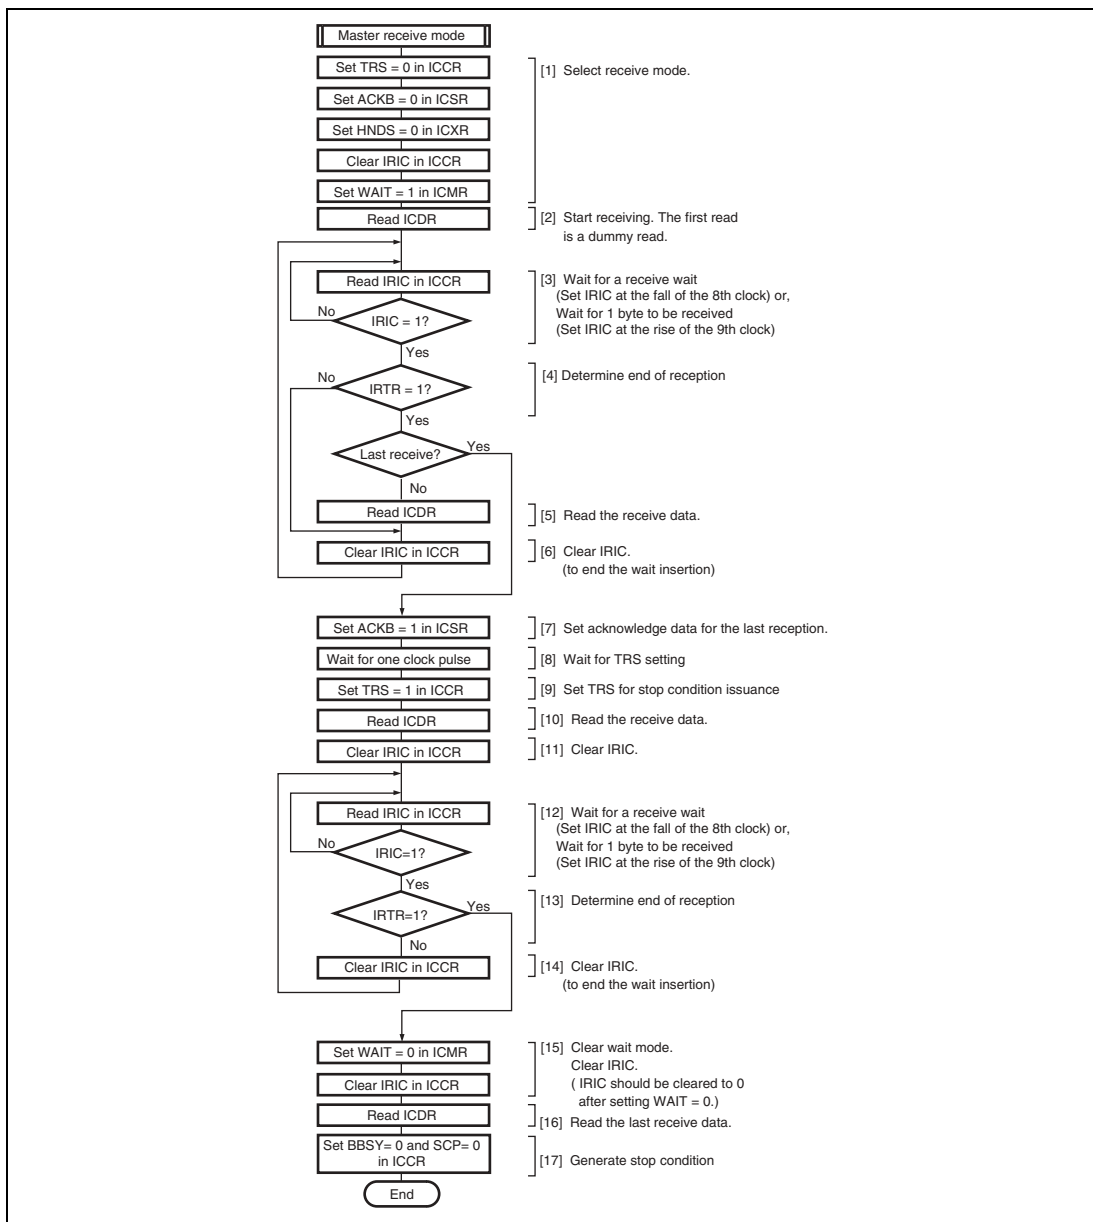 Master receive mode
Set TRS = 0 in ICCR
[1] Select receive mode.
Set ACKB = 0 in ICSR
Set HNDS = 0 in ICXR
Clear IRIC in ICCR
Set WAIT = 1 in ICMR
Read ICDR
[2] Start receiving. The first read
is a dummy read.
Read IRIC in ICCR
[3] Wait for a receive wait
(Set IRIC at the fall of the 8th clock) or,
Wait for 1 byte to be received
(Set IRIC at the rise of the 9th clock)
No
IRIC = 1?
Yes
No
IRTR = 1?
[4] Determine end of reception
Yes
Last receive?
Yes
No
Read ICDR
[5] Read the receive data.
Clear IRIC in ICCR
[6] Clear IRIC.
(to end the wait insertion)
Set ACKB = 1 in ICSR
[7] Set acknowledge data for the last reception.
Wait for one clock pulse
[8] Wait for TRS setting
Set TRS = 1 in ICCR
[9] Set TRS for stop condition issuance
Read ICDR
[10] Read the receive data.
Clear IRIC in ICCR
[11] Clear IRIC.
Read IRIC in ICCR
[12] Wait for a receive wait
(Set IRIC at the fall of the 8th clock) or,
Wait for 1 byte to be received
(Set IRIC at the rise of the 9th clock)
No
IRIC=1?
Yes
IRTR=1?
Yes
[13] Determine end of reception
No
Clear IRIC in ICCR
[14] Clear IRIC.
(to end the wait insertion)
Set WAIT = 0 in ICMR
[15] Clear wait mode.
Clear IRIC.
( IRIC should be cleared to 0
after setting WAIT = 0.)
Clear IRIC in ICCR
Read ICDR
[16] Read the last receive data.
Set BBSY= 0 and SCP= 0
in ICCR
[17] Generate stop condition
End